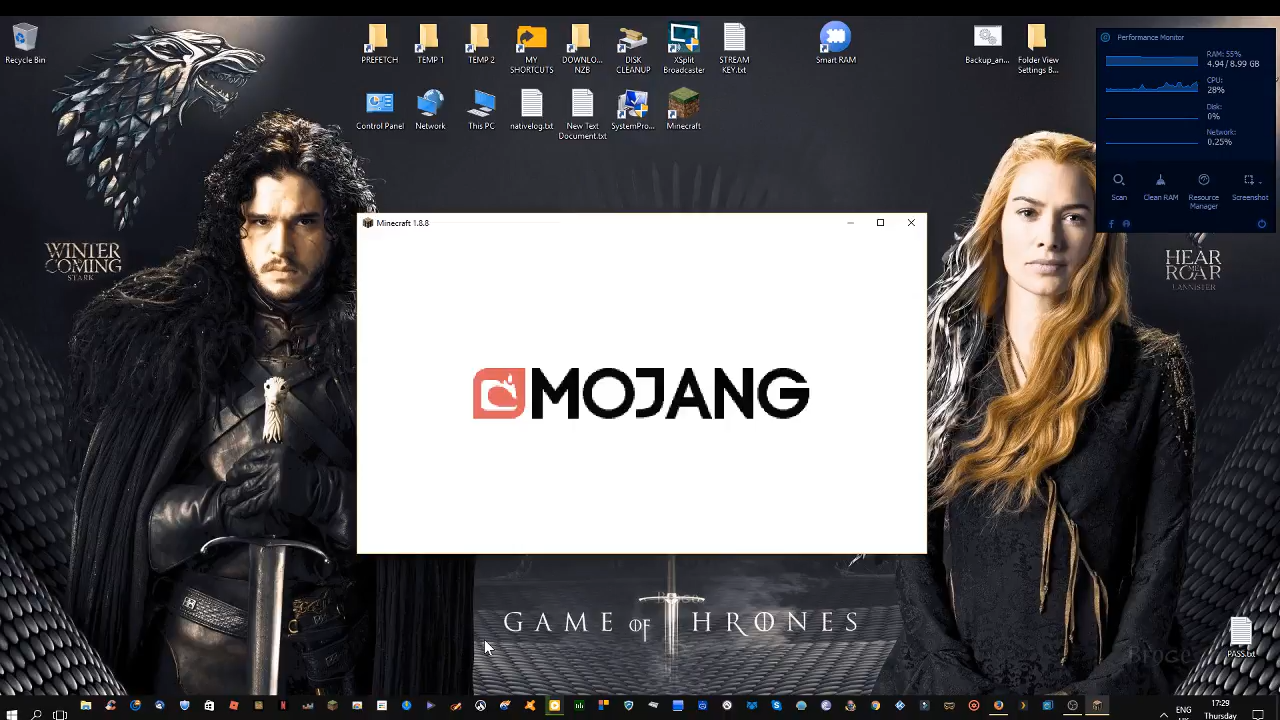 Recycle Bin
PREFETCH
TEMP 1
TEMP 2
MY
SHORTCUTS
DOWNLO...
NZB
DISK
CLEANUP
XSplit
Broadcaster
STREAM
KEY.txt
Smart RAM
Backup_an...
Folder View
Settings B...
Control Panel
Network
This PC
nativelog.txt
New Text
Document.txt
SystemPro...
Minecraft
Performance Monitor
RAM: 55%
4.94 / 8.99 GB
CPU:
28%
Disk:
0%
Network:
0.25%
Scan
Clean RAM
Resource
Manager
Screenshot
WINTER
COMING
STARK
Minecraft 1.8.8
MOJANG
HEAR
ROAR
LANNISTER
GAME OF THRONES
PASS.txt
ENG
17:29
Thursday